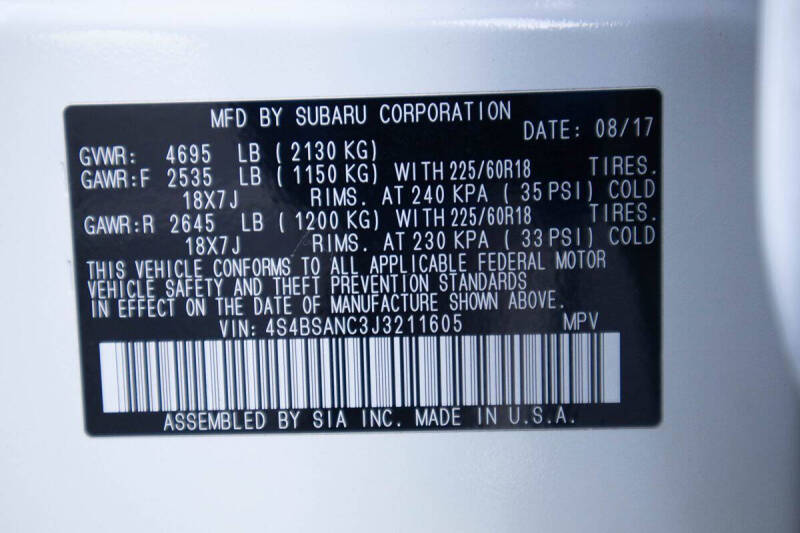 MFD BY SUBARU CORPORATION DATE: 08/17
GVWR: 4695 LB ( 2130 KG)
GAWR:F 2535 LB ( 1150 KG) WITH 225/60R18 TIRES.
18X7J RIMS. AT 240 KPA ( 35 PSI) COLD
GAWR:R 2645 LB ( 1200 KG) WITH 225/60R18 TIRES.
18X7J RIMS. AT 230 KPA ( 33 PSI) COLD
THIS VEHICLE CONFORMS TO ALL APPLICABLE FEDERAL MOTOR
VEHICLE SAFETY AND THEFT PREVENTION STANDARDS
IN EFFECT ON THE DATE OF MANUFACTURE SHOWN ABOVE.
VIN: 4S4BSANC3J3211605 MPV
ASSEMBLED BY SIA INC. MADE IN U.S.A.